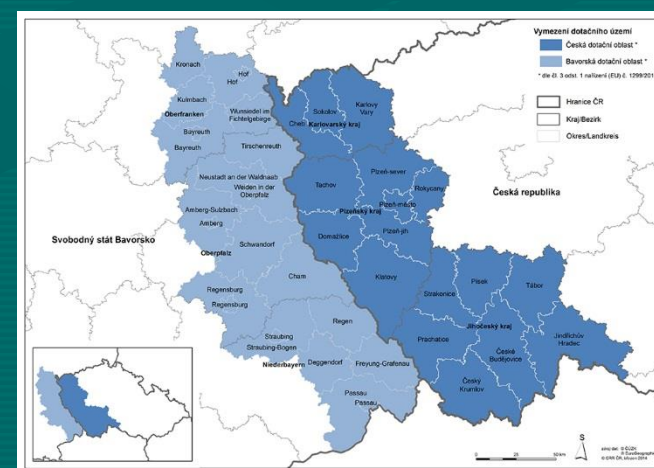 Vymezení dotačního území
Česká dotační oblast *
Bavorská dotační oblast *
* dle čl. 3 odst. 1 nařízení (EU) č. 1299/201
Hranice ČR
Kraj/Bezirk
Okres/Landkreis
Kronach
Hof
Hof
Kulmbach
Oberfranken
Wunsiedel im
Fichtelgebirge
Bayreuth
Bayreuth
Tirschenreuth
Neustadt an der Waldnaab
Weiden in der
Oberpfalz
Amberg-Sulzbach
Amberg
Oberpfalz
Schwandorf
Cham
Regensburg
Regensburg
Straubing
Straubing-Bogen
Regen
Niederbayern
Deggendorf
Freyung-Grafenau
Passau
Passau
Svobodný stát Bavorsko
Cheb
Sokolov
Karlovy
Vary
Karlovarský kraj
Tachov
Plzeň-sever
Rokycany
Plzeň-město
Plzeňský kraj
Domažlice
Plzeň-jih
Klatovy
Česká republika
Strakonice
Písek
Tábor
Prachatice
Jihočeský kraj
České
Budějovice
Jindřichův
Hradec
Český
Krumlov
0
25
50 km
S